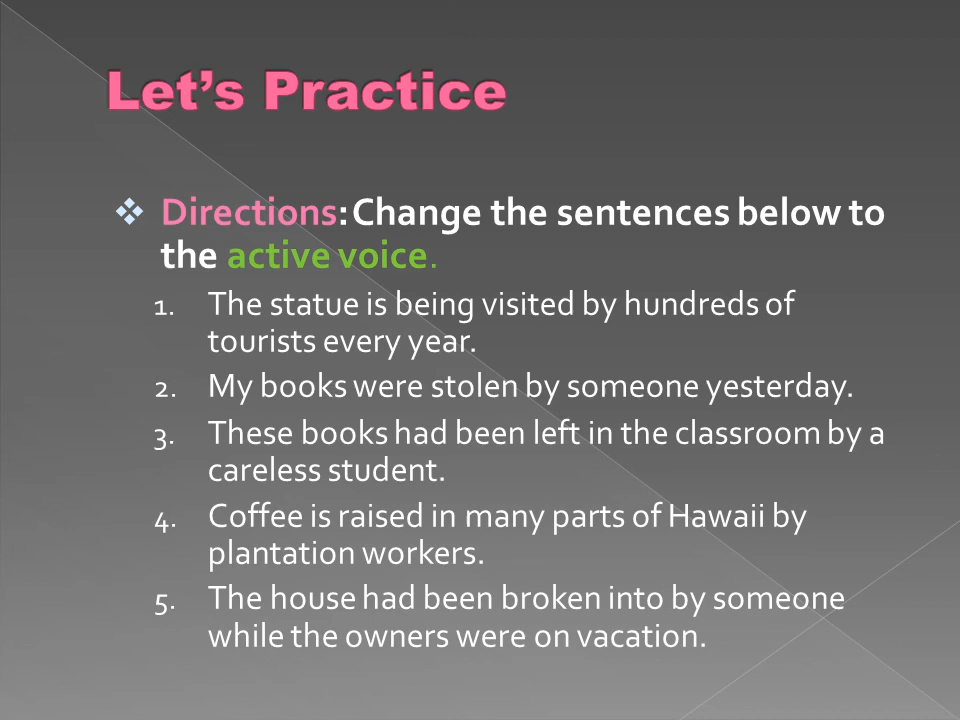 Let's Practice
❖ Directions: Change the sentences below to
the active voice.
1. The statue is being visited by hundreds of
tourists every year.
2. My books were stolen by someone yesterday.
3. These books had been left in the classroom by a
careless student.
4. Coffee is raised in many parts of Hawaii by
plantation workers.
5. The house had been broken into by someone
while the owners were on vacation.